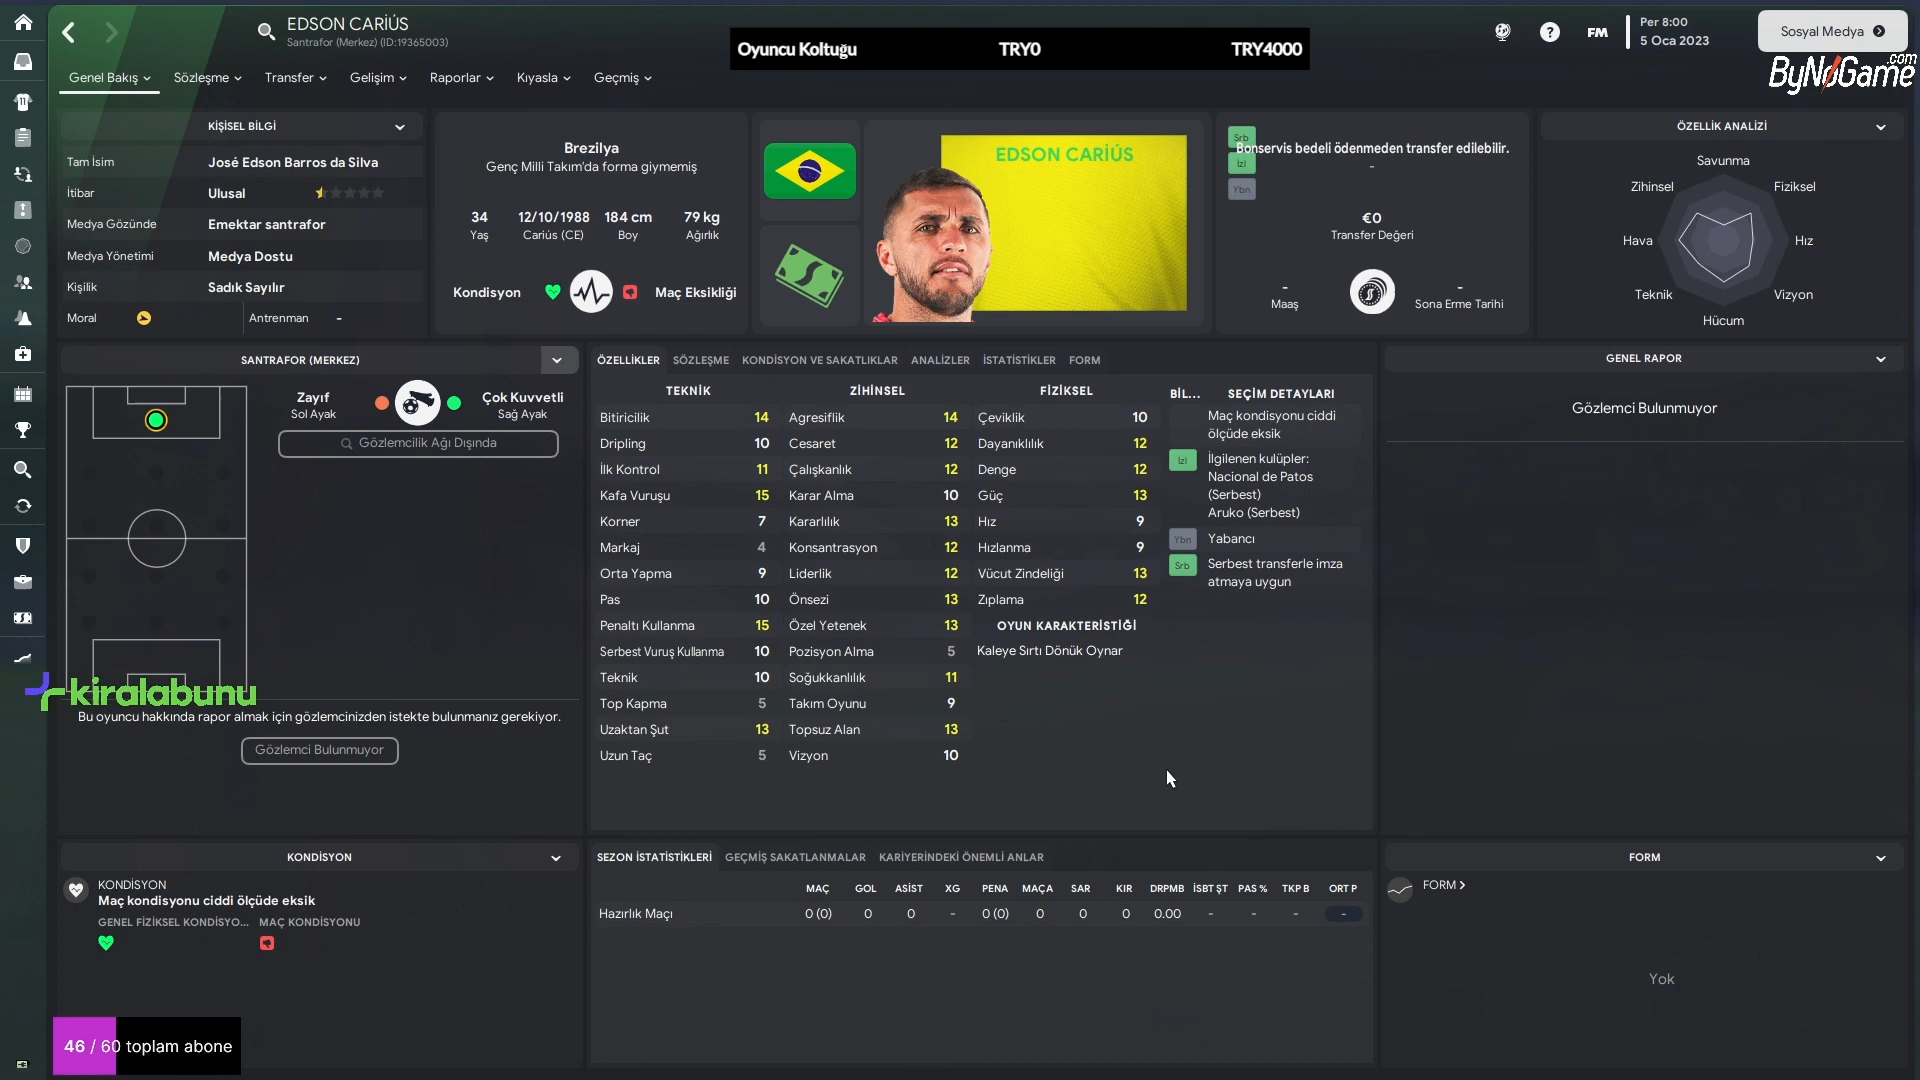 EDSON CARİÚS
Santrafor (Merkez) (ID:19365003)
Oyuncu Koltuğu TRY0 TRY4000
FM
Per 8:00
5 Oca 2023
Sosyal Medya
ByNoGame.com
Genel Bakış Sözleşme Transfer Gelişim Raporlar Kıyasla Geçmiş
KİŞİSEL BİLGİ
Tam İsim José Edson Barros da Silva
İtibar Ulusal
Medya Gözünde Emektar santrafor
Medya Yönetimi Medya Dostu
Kişilik Sadık Sayılır
Moral Antrenman -
Brezilya
Genç Milli Takım'da forma giymemiş
34 12/10/1988 184 cm 79 kg
Yaş Cariús (CE) Boy Ağırlık
Kondisyon Maç Eksikliği
EDSON CARİÚS
Srb
Bonservis bedeli ödenmeden transfer edilebilir.
İzl -
Ybn
€0
Transfer Değeri
- -
Maaş Sona Erme Tarihi
ÖZELLİK ANALİZİ
Savunma
Zihinsel Fiziksel
Hava Hız
Teknik Vizyon
Hücum
SANTRAFOR (MERKEZ)
Zayıf Çok Kuvvetli
Sol Ayak Sağ Ayak
Gözlemcilik Ağı Dışında
kiralabunu
Bu oyuncu hakkında rapor almak için gözlemcinizden istekte bulunmanız gerekiyor.
Gözlemci Bulunmuyor
ÖZELLİKLER SÖZLEŞME KONDİSYON VE SAKATLIKLAR ANALİZLER İSTATİSTİKLER FORM
TEKNİK ZİHİNSEL FİZİKSEL
Bitiricilik 14 Agresiflik 14 Çeviklik 10
Dripling 10 Cesaret 12 Dayanıklılık 12
İlk Kontrol 11 Çalışkanlık 12 Denge 12
Kafa Vuruşu 15 Karar Alma 10 Güç 13
Korner 7 Kararlılık 13 Hız 9
Markaj 4 Konsantrasyon 12 Hızlanma 9
Orta Yapma 9 Liderlik 12 Vücut Zindeliği 13
Pas 10 Önsezi 13 Zıplama 12
Penaltı Kullanma 15 Özel Yetenek 13 OYUN KARAKTERİSTİĞİ
Serbest Vuruş Kullanma 10 Pozisyon Alma 5 Kaleye Sırtı Dönük Oynar
Teknik 10 Soğukkanlılık 11
Top Kapma 5 Takım Oyunu 9
Uzaktan Şut 13 Topsuz Alan 13
Uzun Taç 5 Vizyon 10
BİL... SEÇİM DETAYLARI
Maç kondisyonu ciddi
ölçüde eksik
İzl İlgilenen kulüpler:
Nacional de Patos
(Serbest)
Aruko (Serbest)
Ybn Yabancı
Srb Serbest transferle imza
atmaya uygun
GENEL RAPOR
Gözlemci Bulunmuyor
KONDİSYON
KONDİSYON
Maç kondisyonu ciddi ölçüde eksik
GENEL FİZİKSEL KONDİSYO... MAÇ KONDİSYONU
SEZON İSTATİSTİKLERİ GEÇMİŞ SAKATLANMALAR KARİYERİNDEKİ ÖNEMLİ ANLAR
MAÇ GOL ASİST XG PENA MAÇA SAR KIR DRPMB İSBT ŞT PAS % TKP B ORT P
Hazırlık Maçı 0 (0) 0 0 - 0 (0) 0 0 0 0.00 - - - -
FORM
FORM
Yok
46 / 60 toplam abone